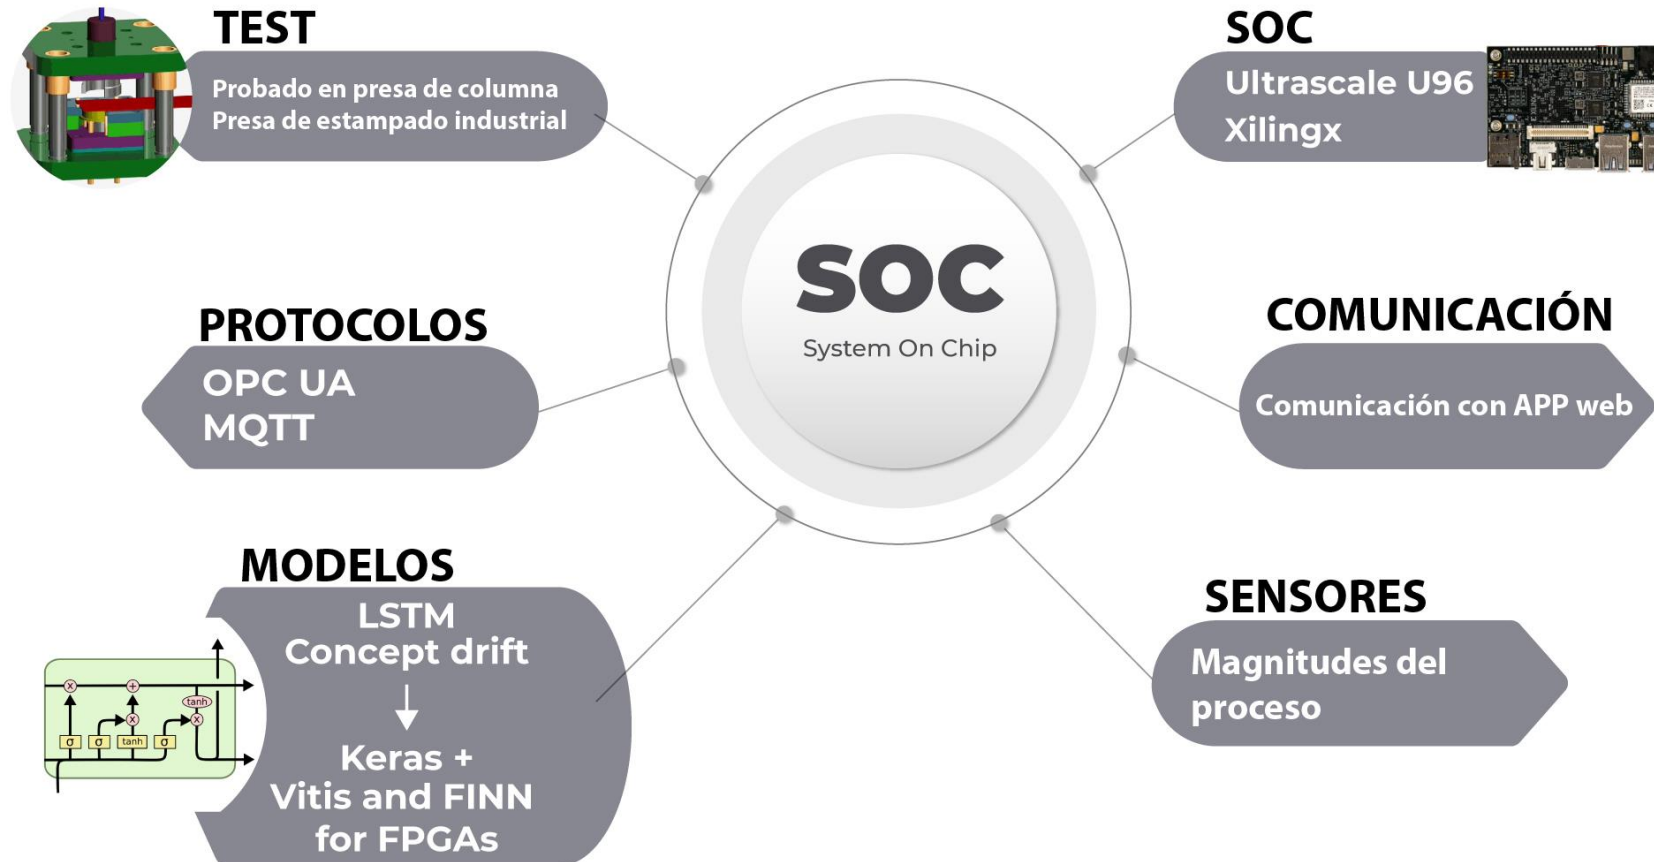 TEST
Probado en presa de columna
Presa de estampado industrial
SOC
Ultrascale U96
Xilingx
SOC
System On Chip
PROTOCOLOS
OPC UA
MQTT
COMUNICACIÓN
Comunicación con APP web
MODELOS
LSTM
Concept drift
Keras +
Vitis and FINN
for FPGAs
x
+
tanh
x
x
σ
σ
tanh
σ
SENSORES
Magnitudes del
proceso